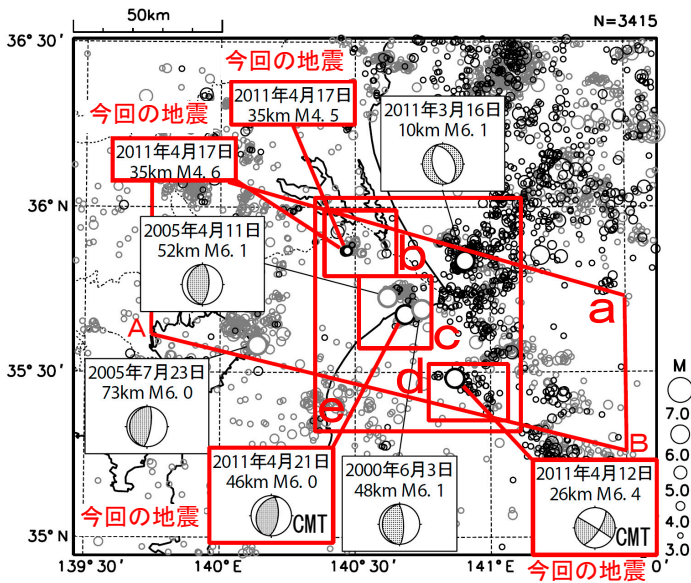 50km
N=3415
36°30'
今回の地震
2011年4月17日
35km M4.5
2011年3月16日
10km M6.1
今回の地震
2011年4月17日
35km M4.6
36°N
2005年4月11日
52km M6.1
b
a
A
c
35°30'
d
e
B
M
7.0
6.0
5.0
4.0
3.0
2005年7月23日
73km M6.0
2011年4月21日
46km M6.0
CMT
2000年6月3日
48km M6.1
2011年4月12日
26km M6.4
CMT
今回の地震
今回の地震
35°N
139°30'
140°E
140°30'
141°E
0'